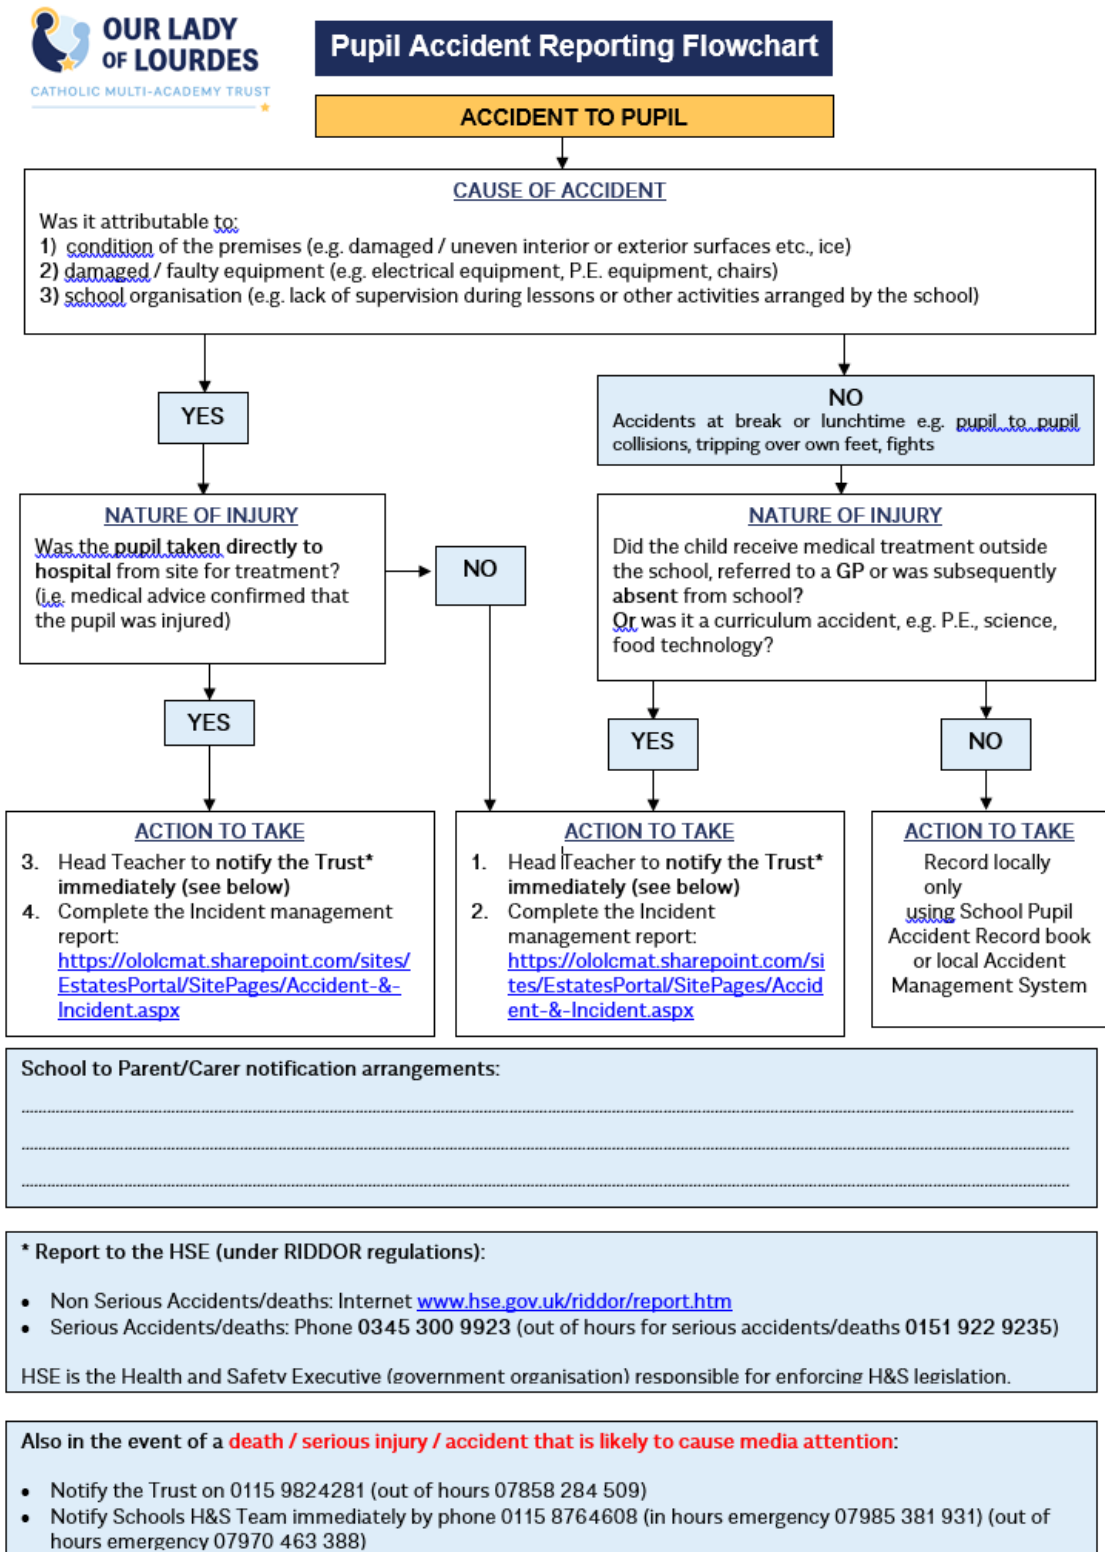 OUR LADY
OF LOURDES
CATHOLIC MULTI-ACADEMY TRUST
Pupil Accident Reporting Flowchart
ACCIDENT TO PUPIL
CAUSE OF ACCIDENT
Was it attributable to:
1) condition of the premises (e.g. damaged / uneven interior or exterior surfaces etc., ice)
2) damaged / faulty equipment (e.g. electrical equipment, P.E. equipment, chairs)
3) school organisation (e.g. lack of supervision during lessons or other activities arranged by the school)
YES
NO
Accidents at break or lunchtime e.g. pupil to pupil
collisions, tripping over own feet, fights
NATURE OF INJURY
Was the pupil taken directly to
hospital from site for treatment?
(i.e. medical advice confirmed that
the pupil was injured)
NO
NATURE OF INJURY
Did the child receive medical treatment outside
the school, referred to a GP or was subsequently
absent from school?
Or was it a curriculum accident, e.g. P.E., science,
food technology?
YES
YES
NO
ACTION TO TAKE
3. Head Teacher to notify the Trust*
immediately (see below)
4. Complete the Incident management
report:
https://ololcmat.sharepoint.com/sites/
EstatesPortal/SitePages/Accident-&-
Incident.aspx
ACTION TO TAKE
1. Head Teacher to notify the Trust*
immediately (see below)
2. Complete the Incident
management report:
https://ololcmat.sharepoint.com/si
tes/EstatesPortal/SitePages/Accid
ent-&-Incident.aspx
ACTION TO TAKE
Record locally
only
using School Pupil
Accident Record book
or local Accident
Management System
School to Parent/Carer notification arrangements:
* Report to the HSE (under RIDDOR regulations):
• Non Serious Accidents/deaths: Internet www.hse.gov.uk/riddor/report.htm
• Serious Accidents/deaths: Phone 0345 300 9923 (out of hours for serious accidents/deaths 0151 922 9235)
HSE is the Health and Safety Executive (government organisation) responsible for enforcing H&S legislation.
Also in the event of a death / serious injury / accident that is likely to cause media attention:
• Notify the Trust on 0115 9824281 (out of hours 07858 284 509)
• Notify Schools H&S Team immediately by phone 0115 8764608 (in hours emergency 07985 381 931) (out of
hours emergency 07970 463 388)